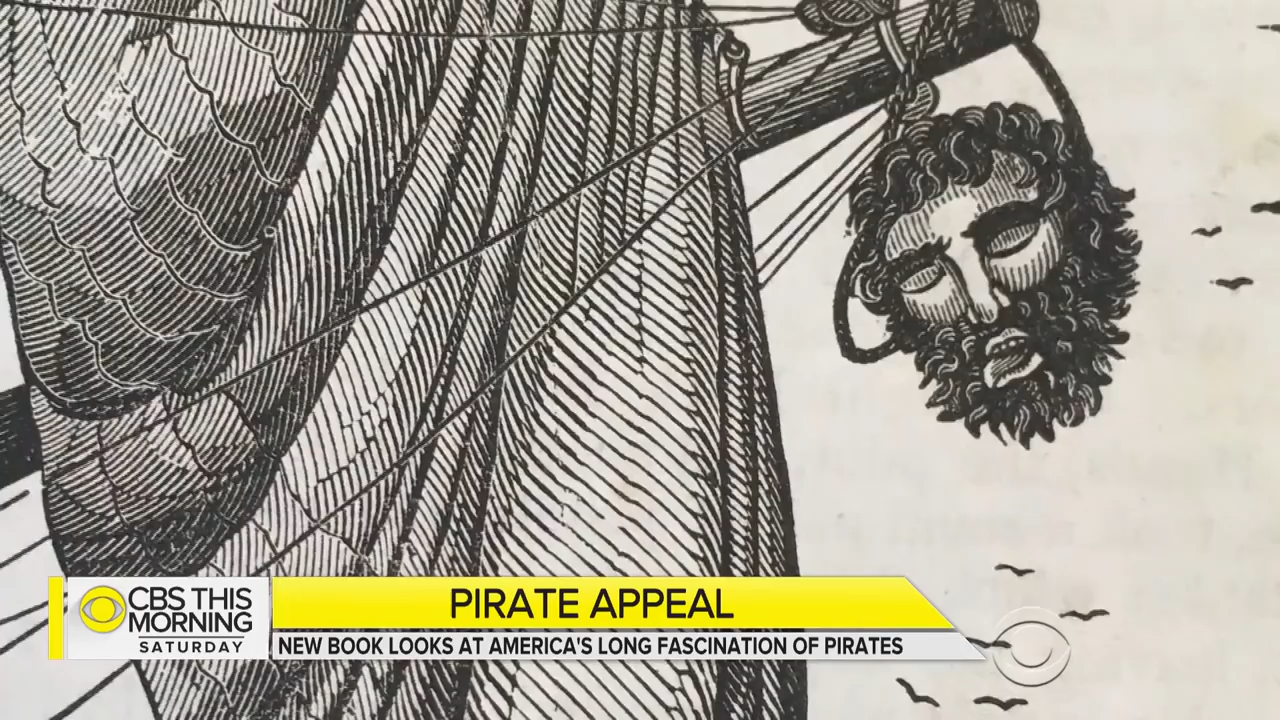 PIRATE APPEAL
CBS THIS
MORNING
SATURDAY
NEW BOOK LOOKS AT AMERICA'S LONG FASCINATION OF PIRATES